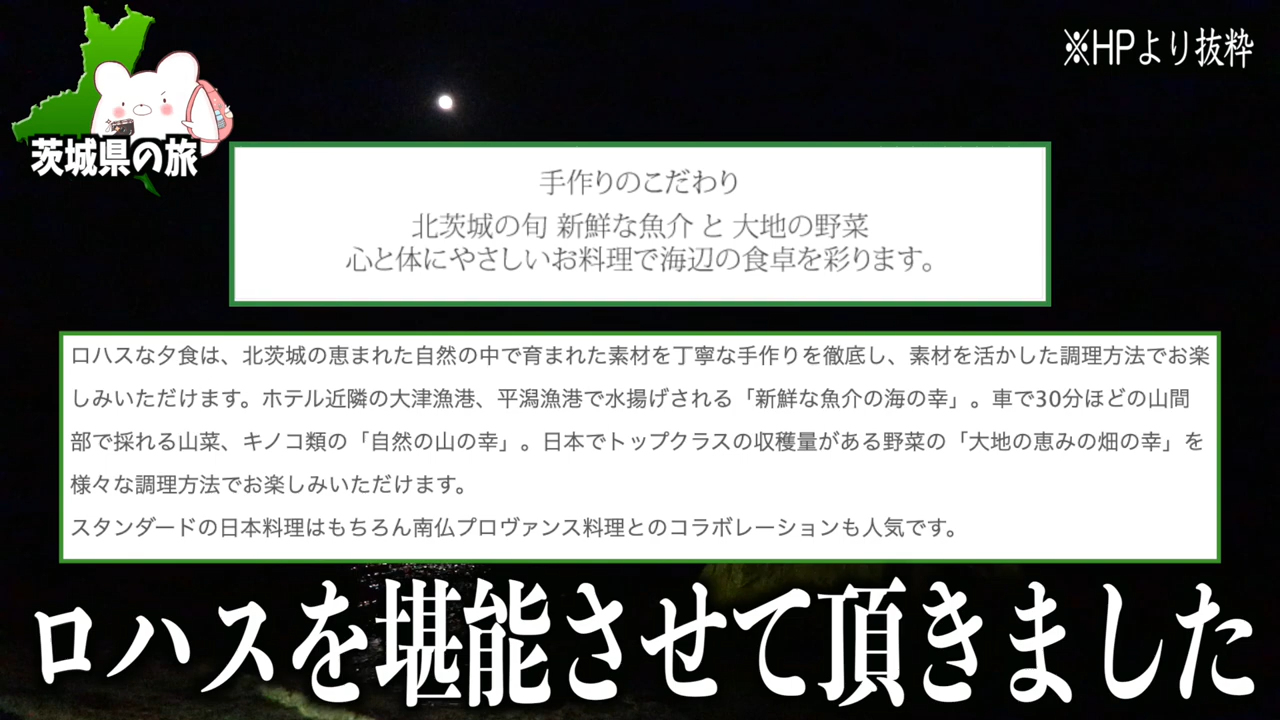 ※HPより抜粋
茨城県の旅
手作りのこだわり
北茨城の旬 新鮮な魚介 と 大地の野菜
心と体にやさしいお料理で海辺の食卓を彩ります。
ロハスな夕食は、北茨城の恵まれた自然の中で育まれた素材を丁寧な手作りを徹底し、素材を活かした調理方法でお楽
しみいただけます。ホテル近隣の大津漁港、平潟漁港で水揚げされる「新鮮な魚介の海の幸」。車で30分ほどの山間
部で採れる山菜、キノコ類の「自然の山の幸」。日本でトップクラスの収穫量がある野菜の「大地の恵みの畑の幸」を
様々な調理方法でお楽しみいただけます。
スタンダードの日本料理はもちろん南仏プロヴァンス料理とのコラボレーションも人気です。
ロハスを堪能させて頂きました